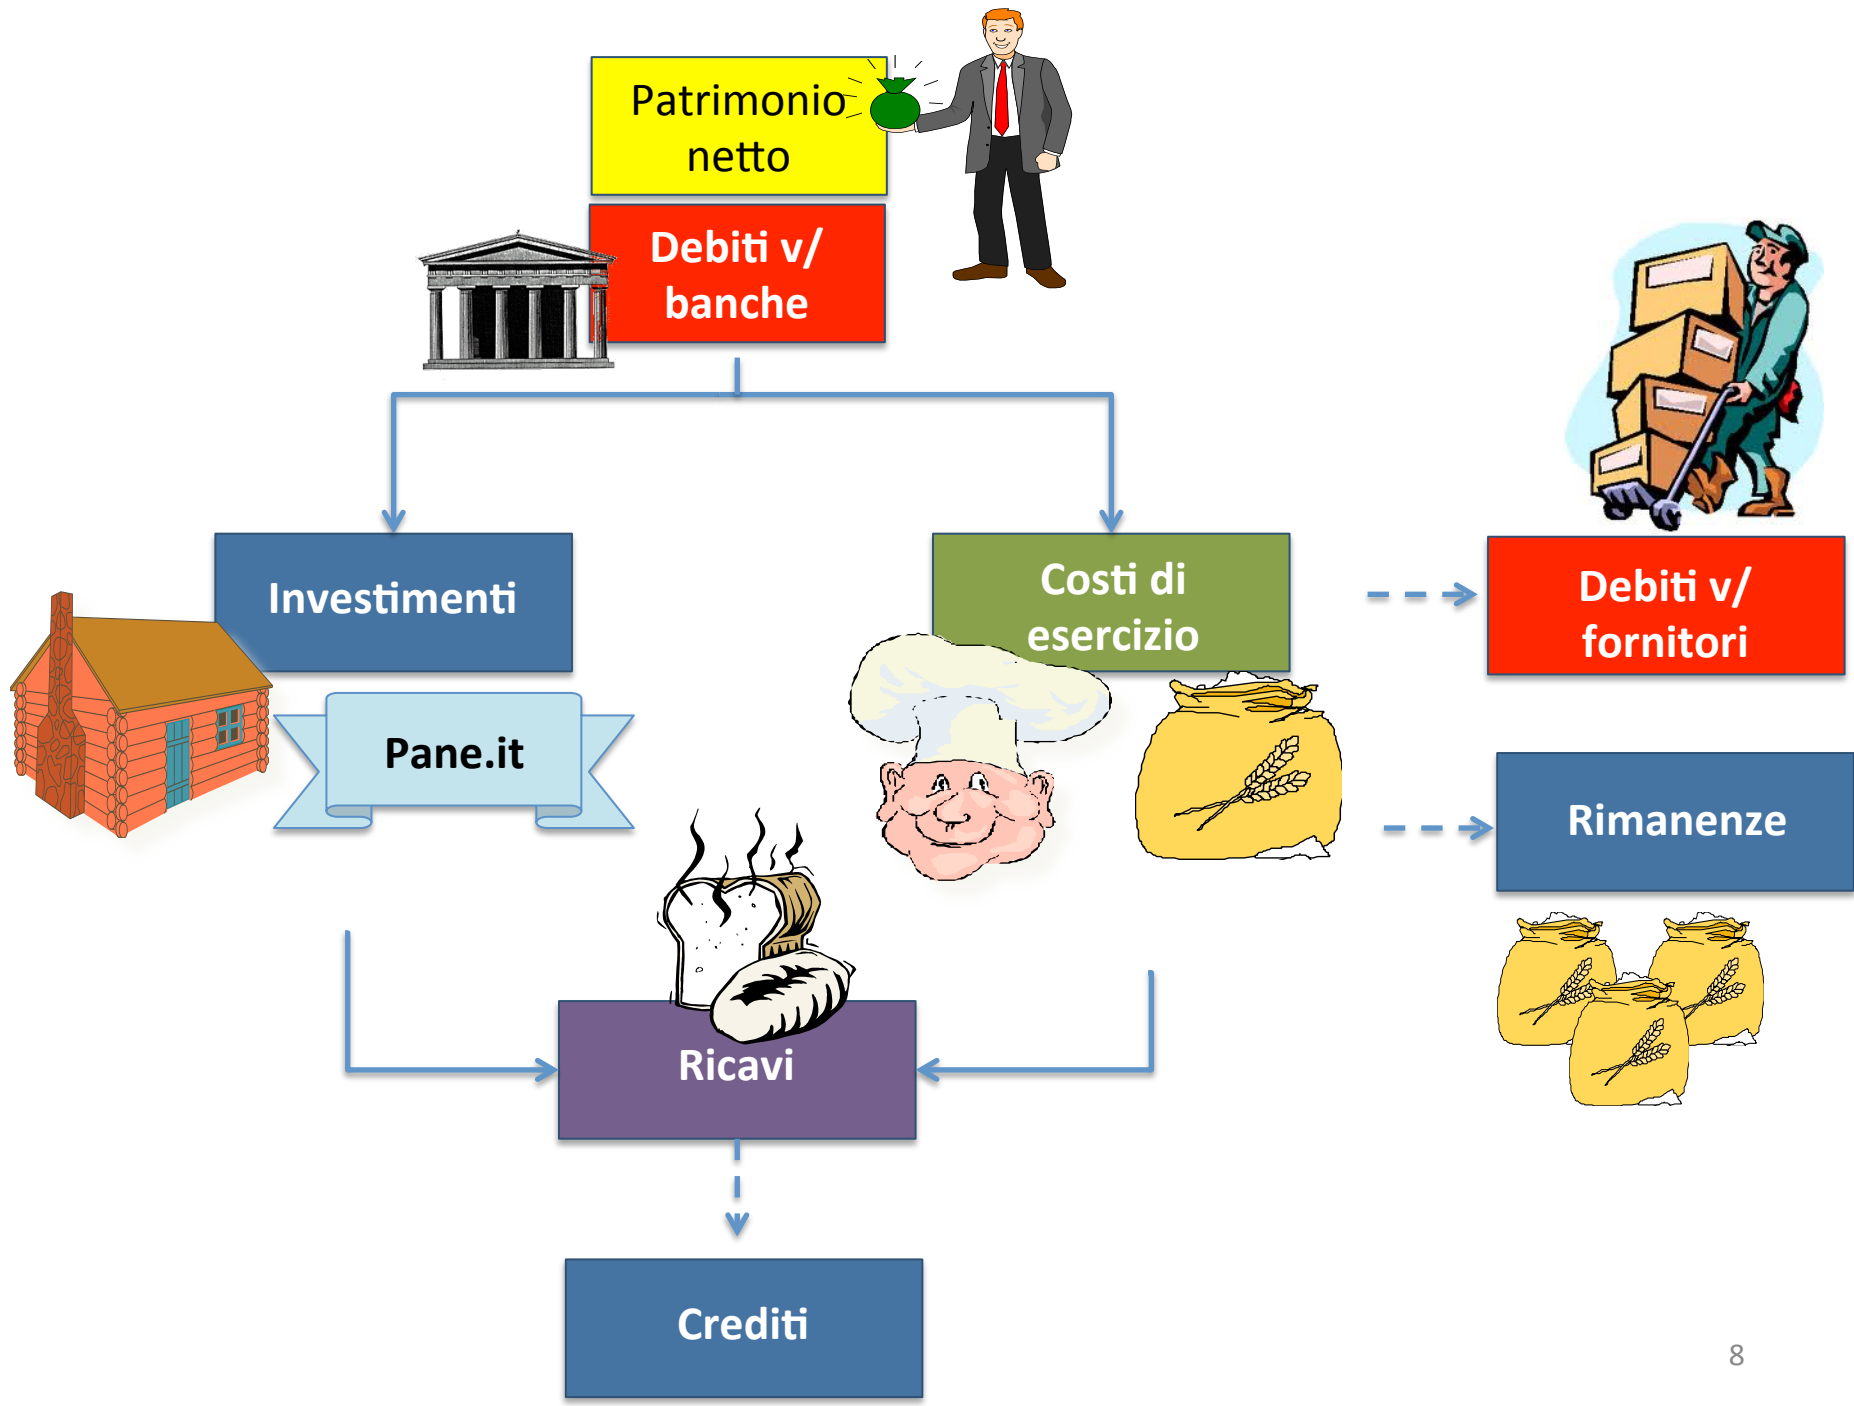 Patrimonio
netto
Debiti v/
banche
Investimenti
Costi di
esercizio
Debiti v/
fornitori
Pane.it
Rimanenze
Ricavi
Crediti
8